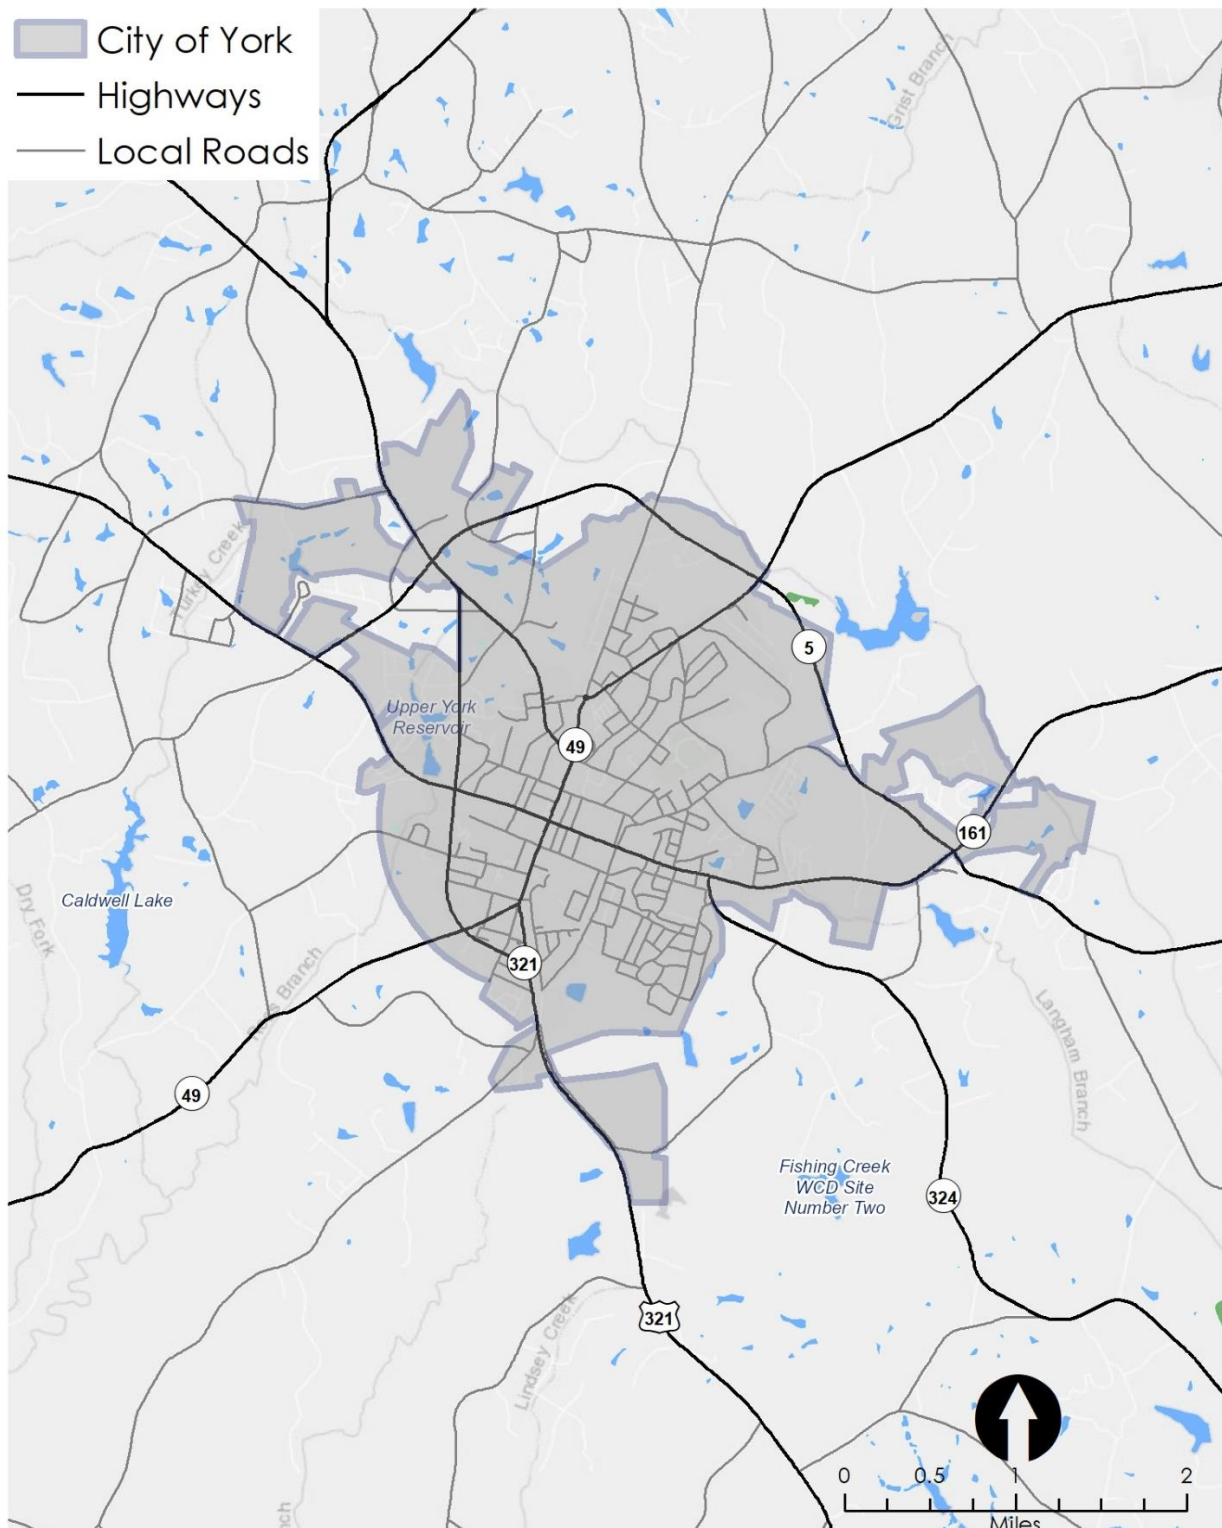 City of York
Highways
Local Roads
Grist Branch
Turkey Creek
5
Upper York
Reservoir
49
161
Caldwell Lake
Dry Fork
321
Branch
Langham Branch
49
Fishing Creek
WCD Site
Number Two
324
321
Lindsey Creek
0
0.5
1
2
Miles